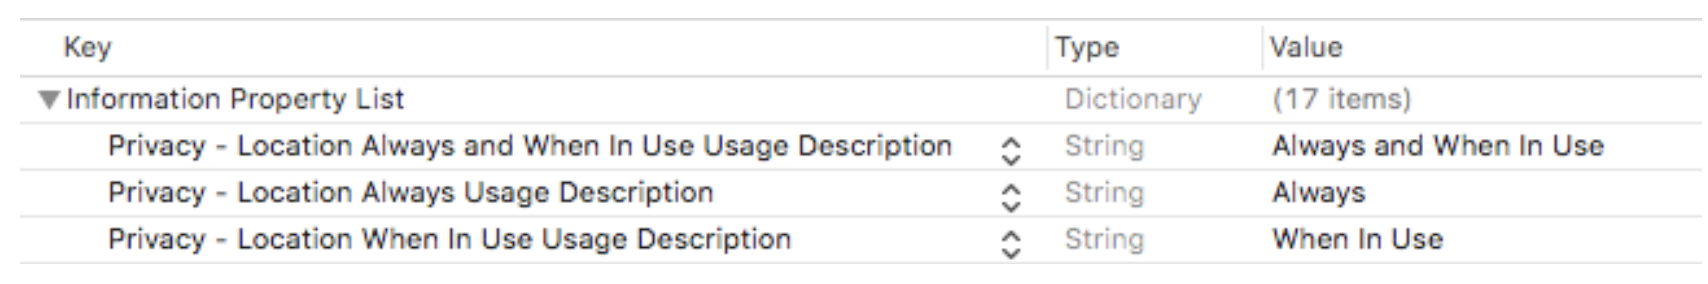 Key Type Value
Information Property List Dictionary (17 items)
Privacy - Location Always and When In Use Usage Description String Always and When In Use
Privacy - Location Always Usage Description String Always
Privacy - Location When In Use Usage Description String When In Use